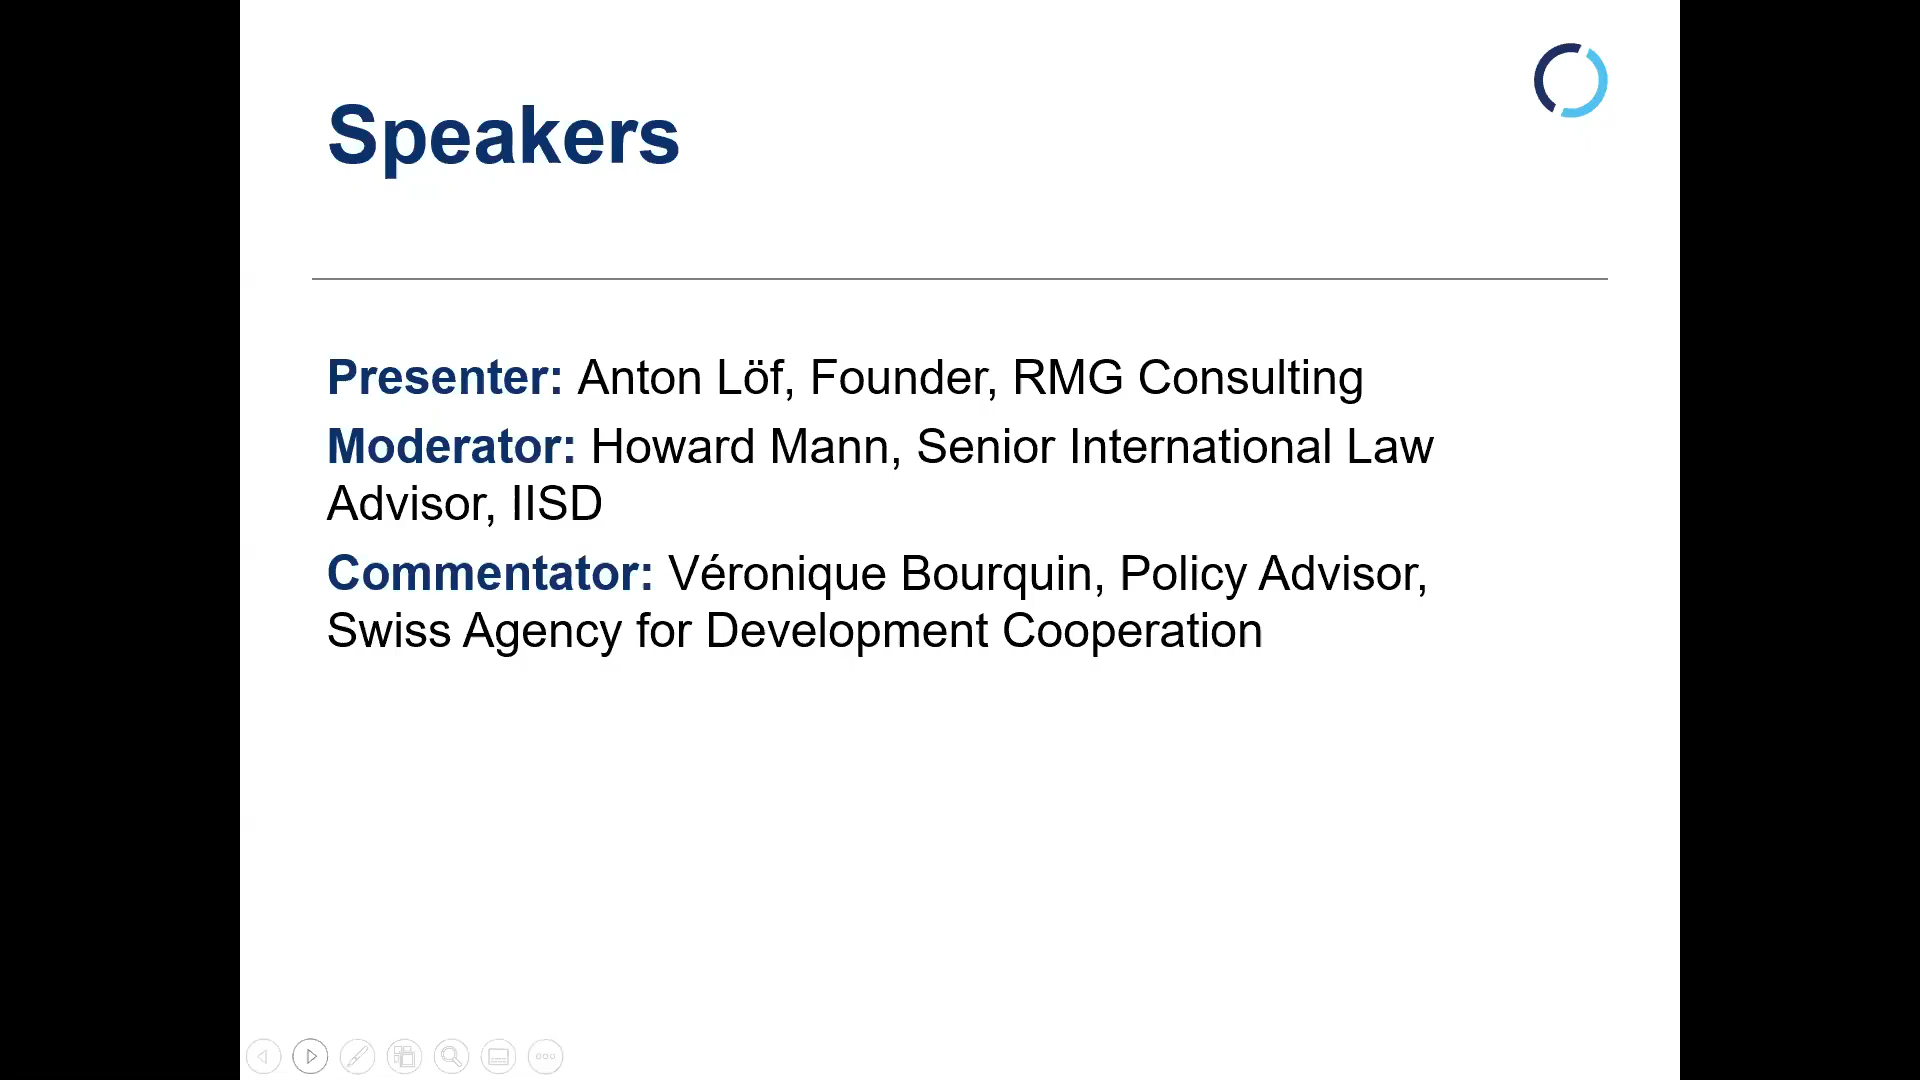 Speakers
Presenter: Anton Löf, Founder, RMG Consulting
Moderator: Howard Mann, Senior International Law
Advisor, IISD
Commentator: Véronique Bourquin, Policy Advisor,
Swiss Agency for Development Cooperation